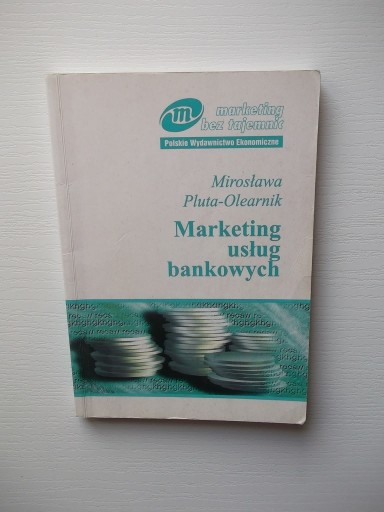 m
marketing
bez tajemnic
Polskie Wydawnictwo Ekonomiczne
Mirosława
Pluta-Olearnik
Marketing
usług
bankowych